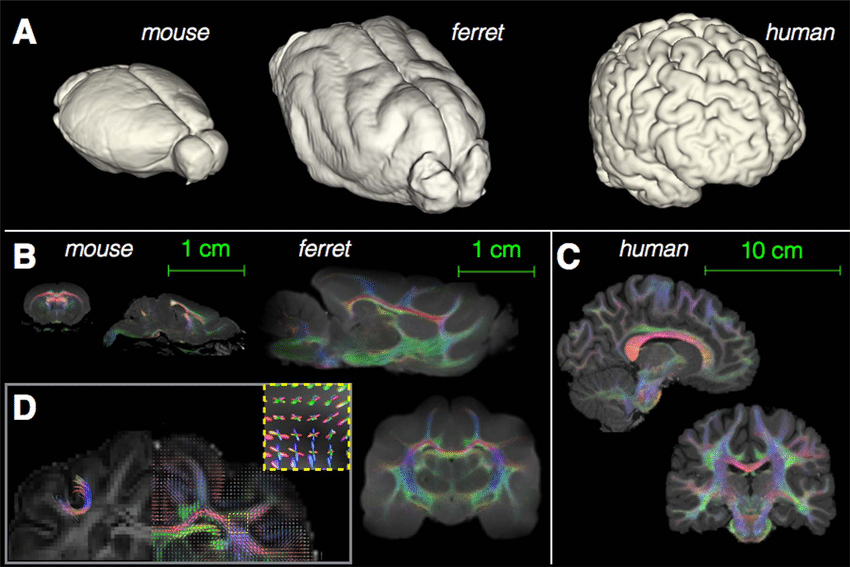 A
mouse
ferret
human
B
mouse
1 cm
ferret
1 cm
C
human
10 cm
D